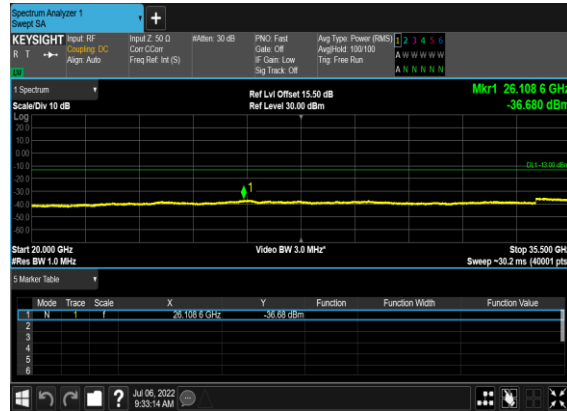 Spectrum Analyzer 1
Swept SA
KEYSIGHT Input: RF Input Z: 50 Ω #Atten: 30 dB PNO: Fast Avg Type: Power (RMS) 1 2 3 4 5 6
R T Coupling: DC Corr CCorr Gate: Off Avg|Hold: 100/100 A W W W W W
Align: Auto Freq Ref: Int (S) IF Gain: Low Trig: Free Run
Sig Track: Off A N N N N N
1 Spectrum Ref Lvl Offset 15.50 dB Mkr1 26.108 6 GHz
Scale/Div 10 dB Ref Level 30.00 dBm -36.680 dBm
Log
20.0
10.0
0.00
-10.0 DL1 -13.00 dBm
-20.0
-30.0 1
-40.0
-50.0
-60.0
Start 20.000 GHz Video BW 3.0 MHz* Stop 35.500 GHz
#Res BW 1.0 MHz Sweep ~30.2 ms (40001 pts
5 Marker Table
Mode Trace Scale X Y Function Function Width Function Value
1 N 1 f 26.108 6 GHz -36.68 dBm
2
3
4
5
6
? Jul 06, 2022
9:33:14 AM